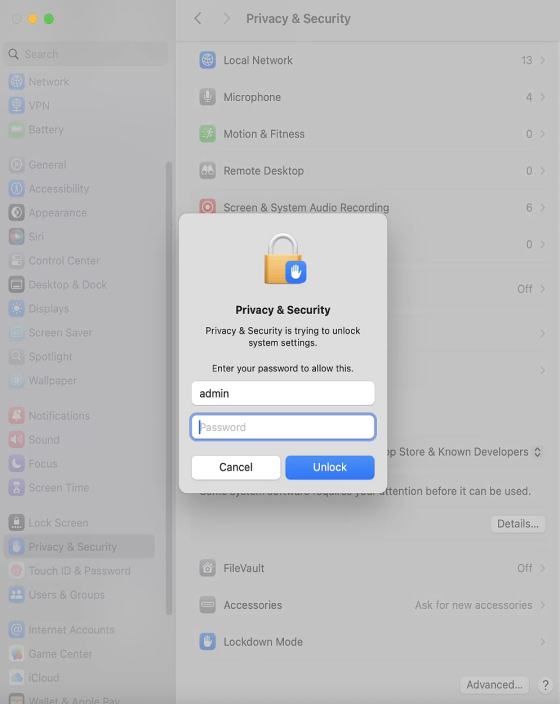 Privacy & Security
Search
Network
VPN
Battery
General
Accessibility
Appearance
Siri
Control Center
Desktop & Dock
Displays
Screen Saver
Spotlight
Wallpaper
Notifications
Sound
Focus
Screen Time
Lock Screen
Privacy & Security
Touch ID & Password
Users & Groups
Internet Accounts
Game Center
iCloud
Wallet & Apple Pay
Local Network 13
Microphone 4
Motion & Fitness 0
Remote Desktop 0
Screen & System Audio Recording 6
0
Off
Privacy & Security
Privacy & Security is trying to unlock
system settings.
Enter your password to allow this.
admin
Password
Cancel Unlock
Store & Known Developers
attention before it can be used.
Details...
FileVault Off
Accessories Ask for new accessories
Lockdown Mode
Advanced... ?